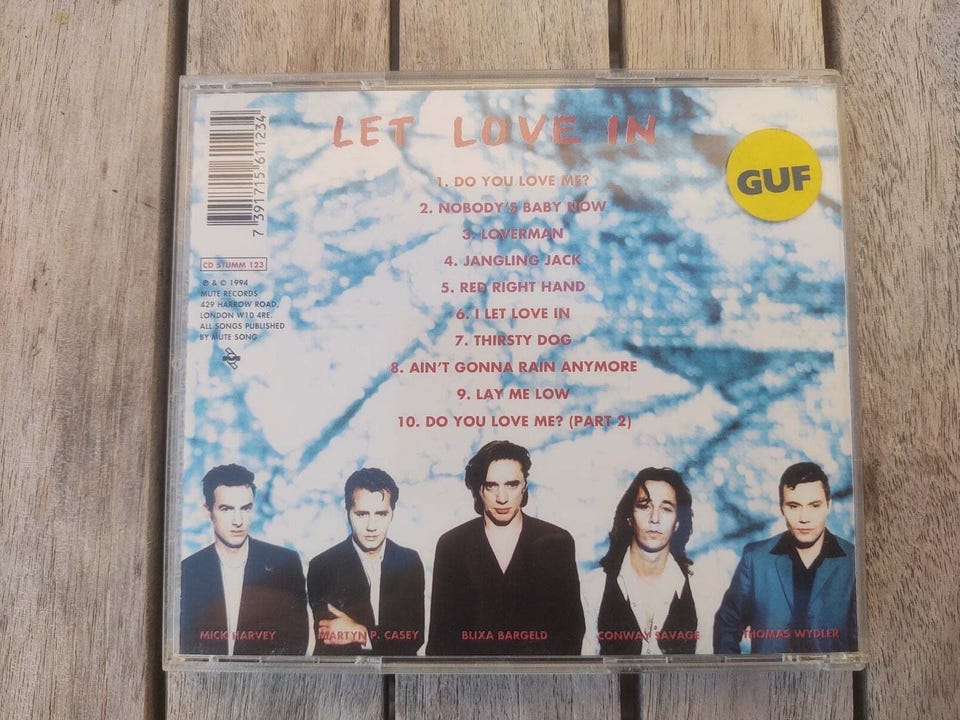 LET LOVE IN
GUF
1. DO YOU LOVE ME?
2. NOBODY'S BABY NOW
3. LOVERMAN
4. JANGLING JACK
5. RED RIGHT HAND
6. I LET LOVE IN
7. THIRSTY DOG
8. AIN'T GONNA RAIN ANYMORE
9. LAY ME LOW
10. DO YOU LOVE ME? (PART 2)
7 391715 611234
CD STUMM 123
℗ & © 1994
MUTE RECORDS
429 HARROW ROAD,
LONDON W10 4RE.
ALL SONGS PUBLISHED
BY MUTE SONG
MICK HARVEY
MARTYN P. CASEY
BLIXA BARGELD
CONWAY SAVAGE
THOMAS WYDLER